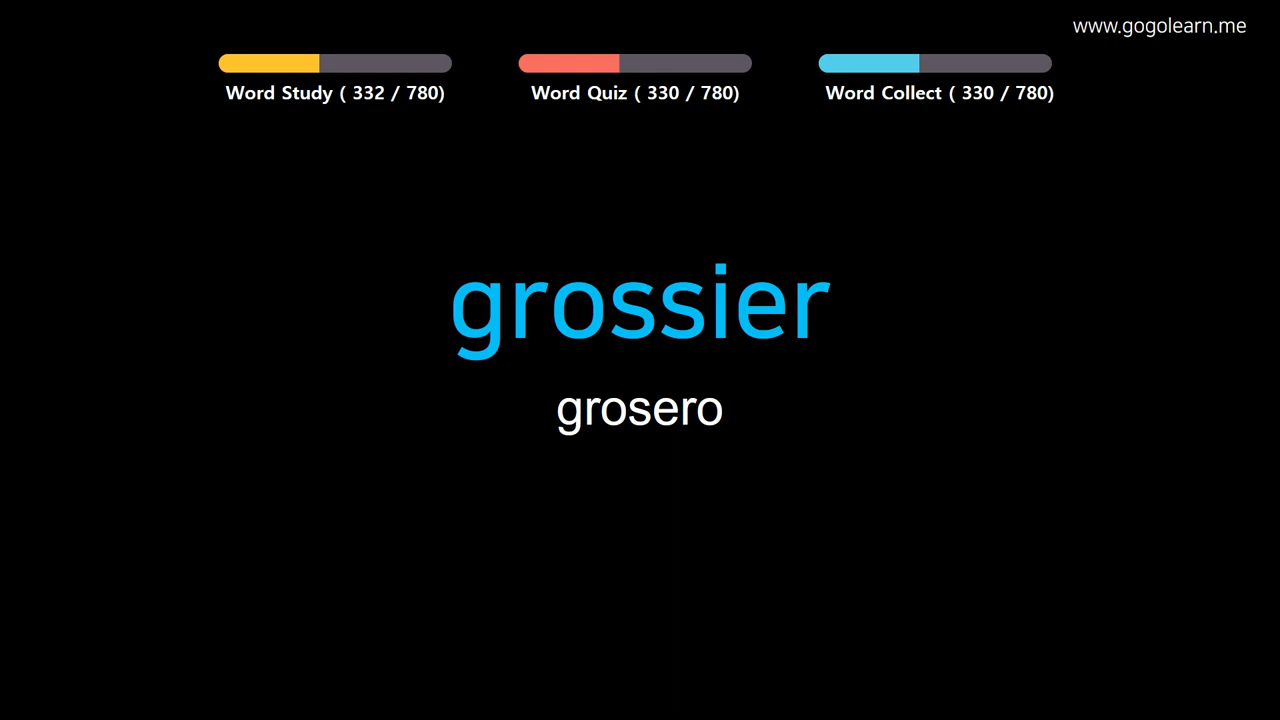 www.gogolearn.me
Word Study ( 332 / 780)
Word Quiz ( 330 / 780)
Word Collect ( 330 / 780)
grossier
grosero